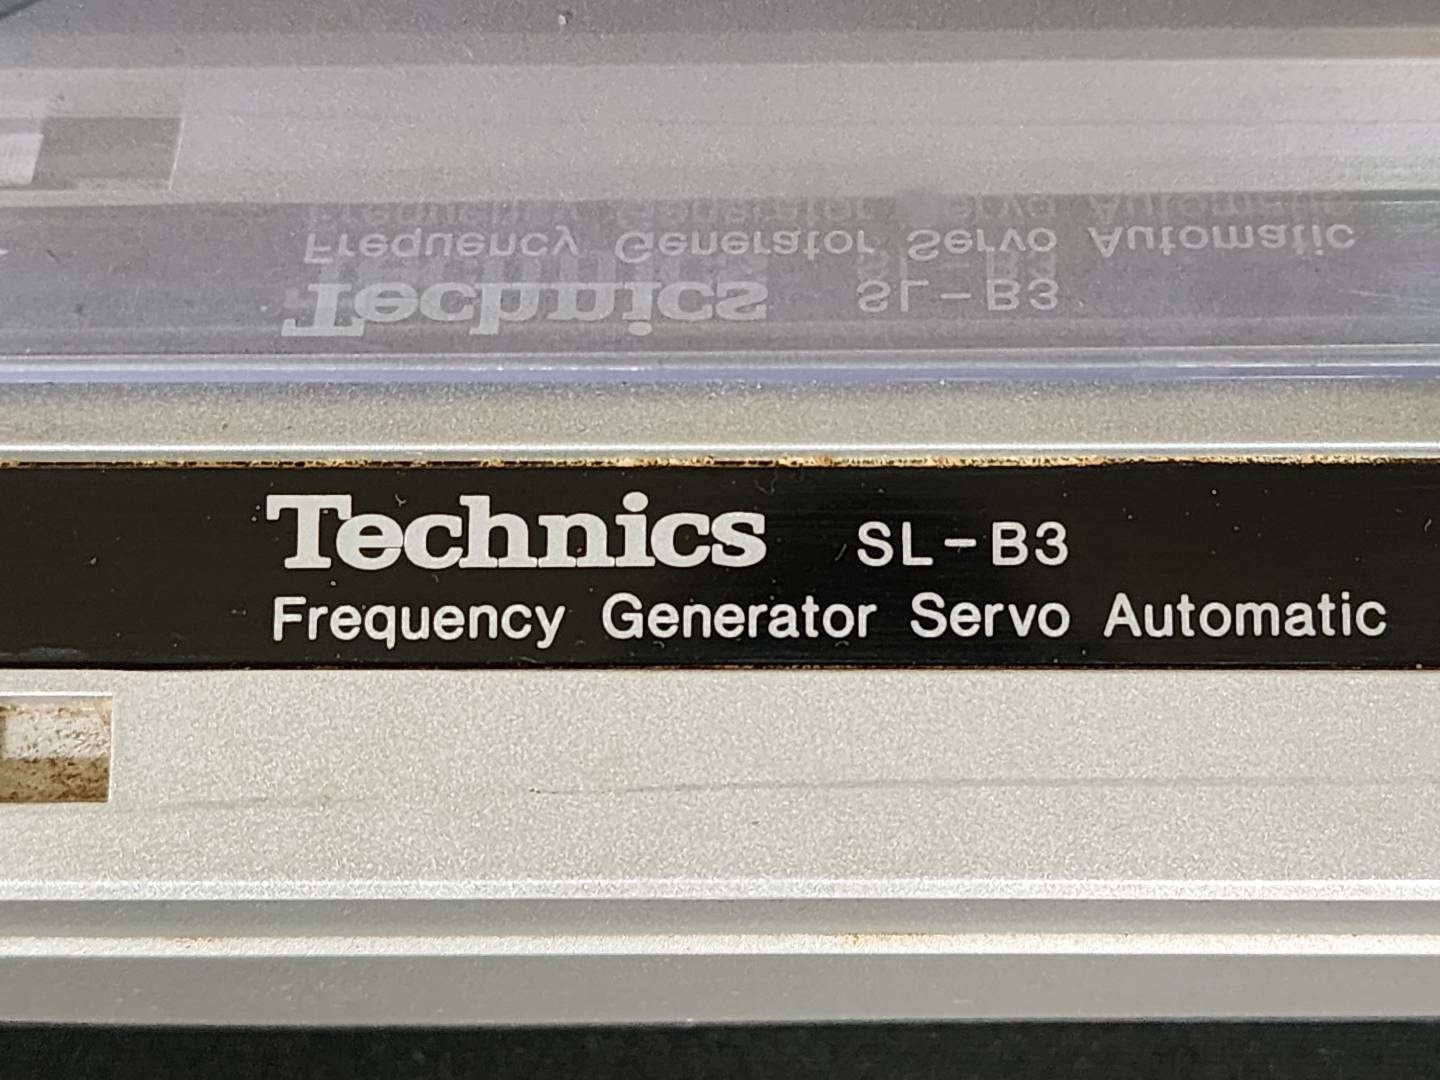 Technics SL-B3
Frequency Generator Servo Automatic